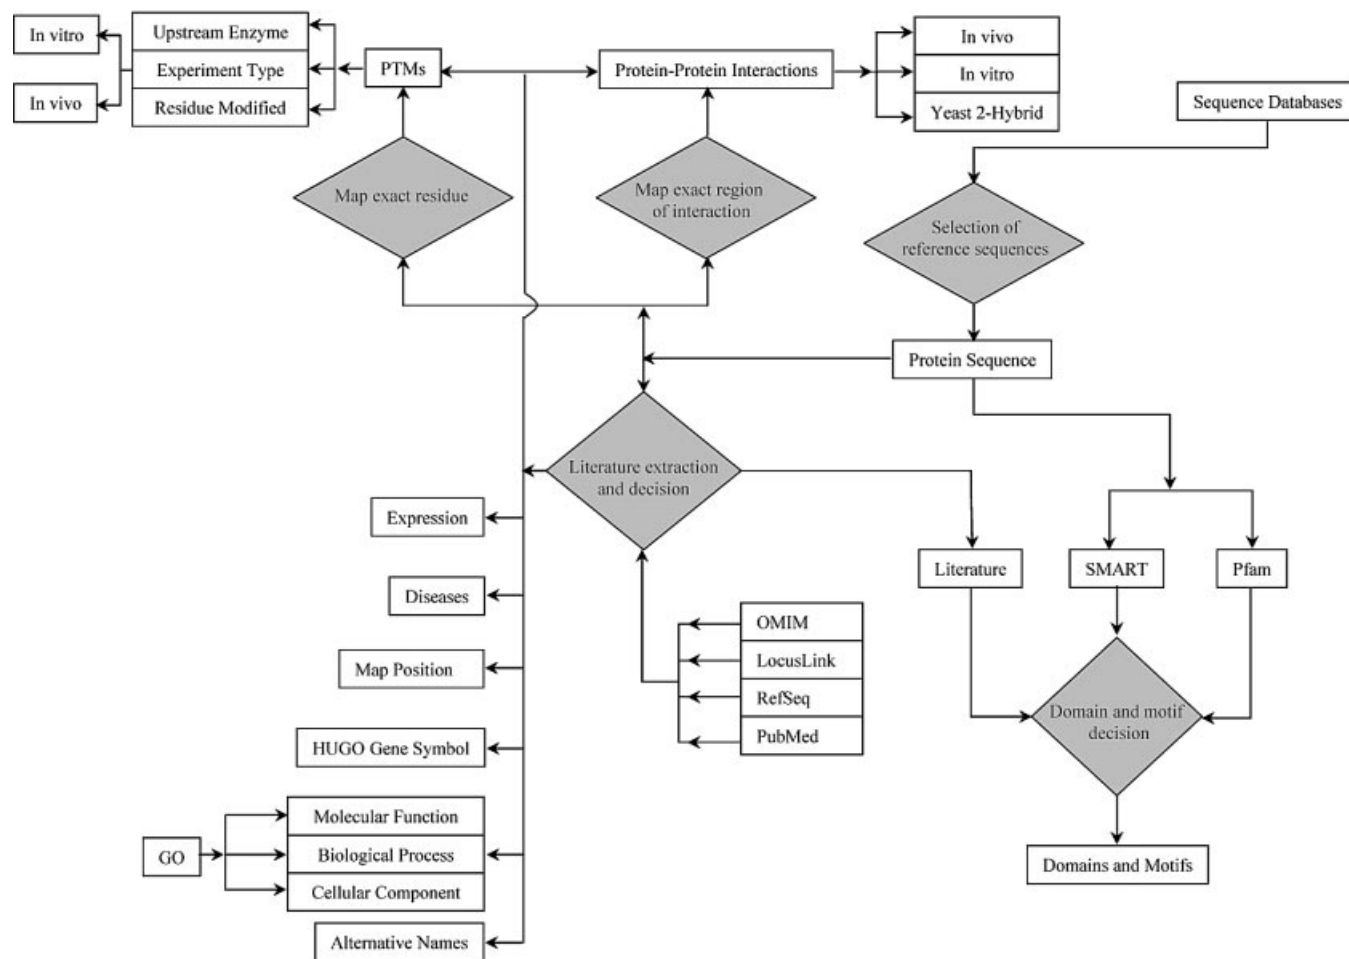 In vitro
In vivo
Upstream Enzyme
Experiment Type
Residue Modified
PTMs
Protein-Protein Interactions
In vivo
In vitro
Yeast 2-Hybrid
Sequence Databases
Map exact residue
Map exact region
of interaction
Selection of
reference sequences
Protein Sequence
Literature extraction
and decision
Expression
Diseases
Map Position
HUGO Gene Symbol
GO
Molecular Function
Biological Process
Cellular Component
Alternative Names
OMIM
LocusLink
RefSeq
PubMed
Literature
SMART
Pfam
Domain and motif
decision
Domains and Motifs